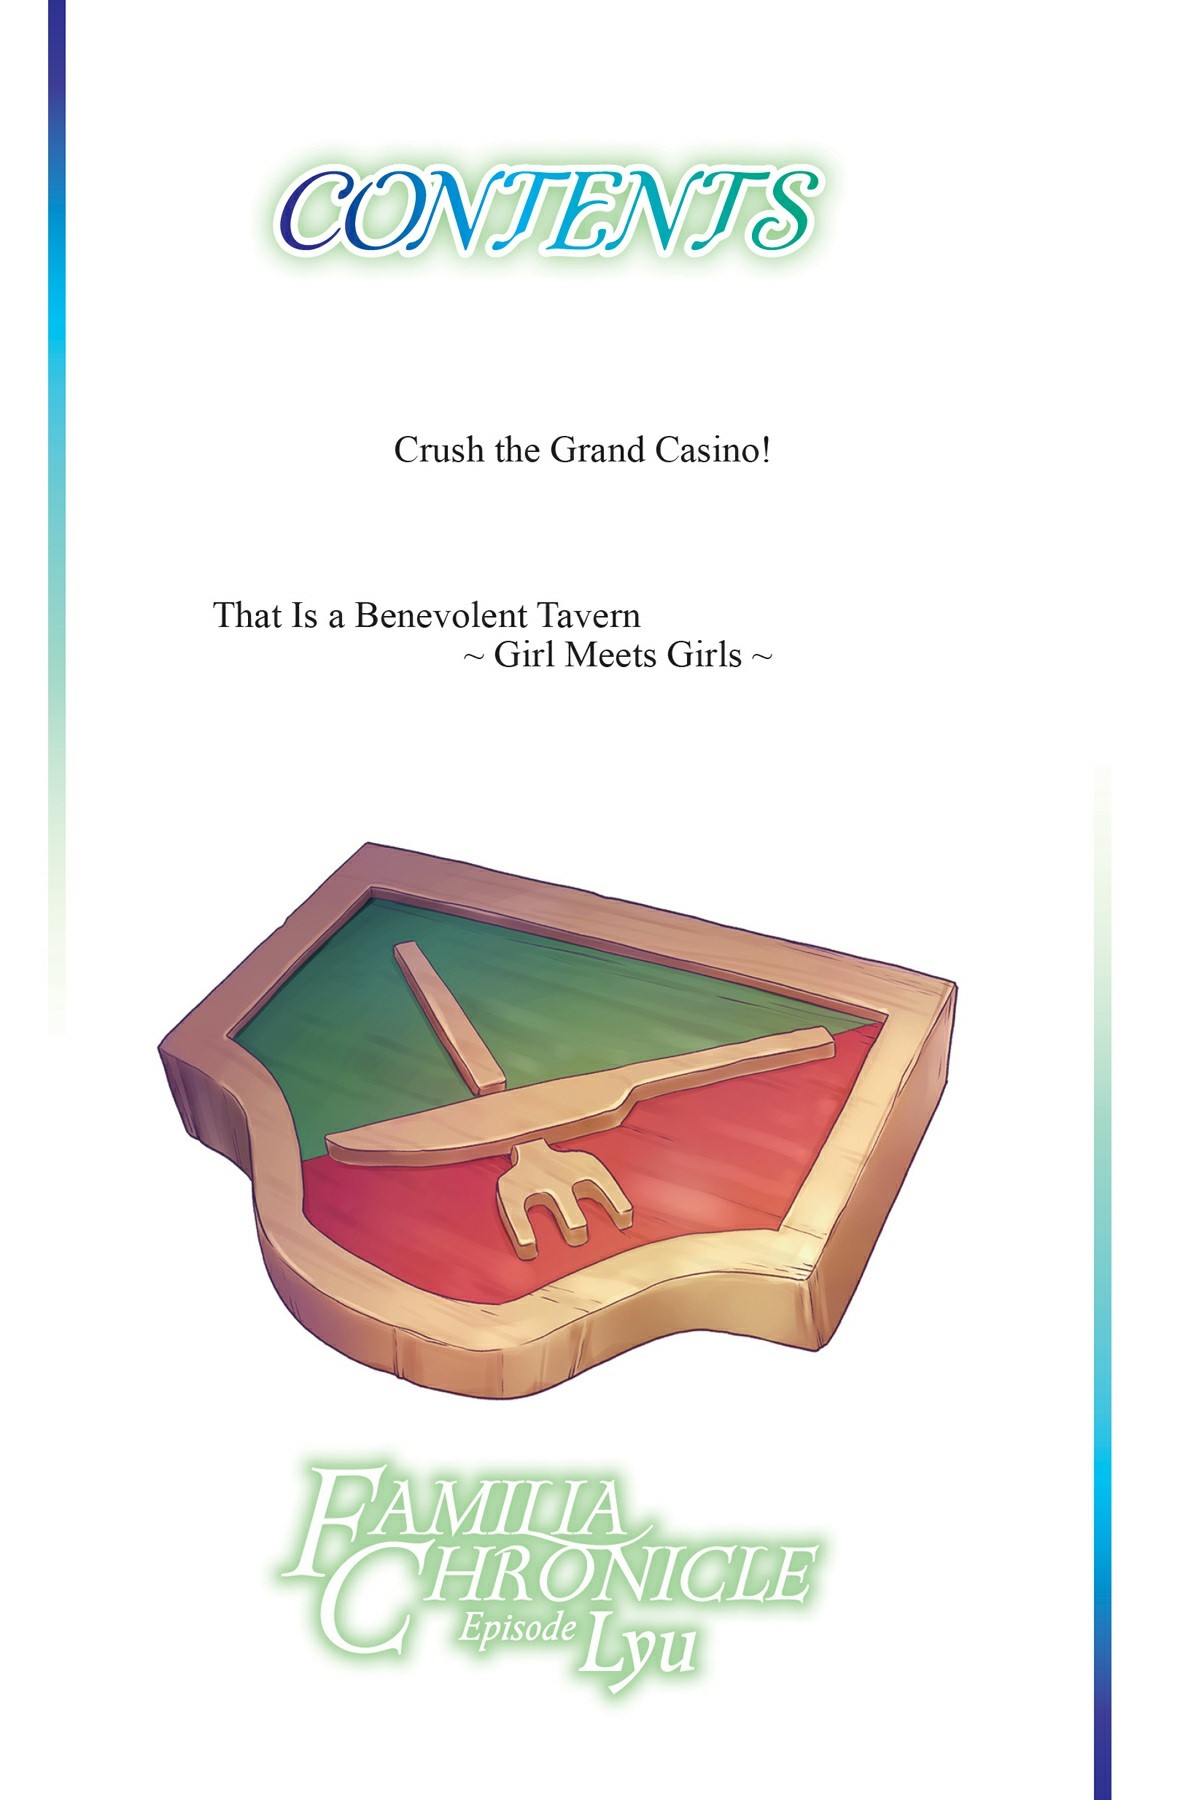 CONTENTS
Crush the Grand Casino!
That Is a Benevolent Tavern
~ Girl Meets Girls ~
FAMILIA
CHRONICLE
Episode Lyu